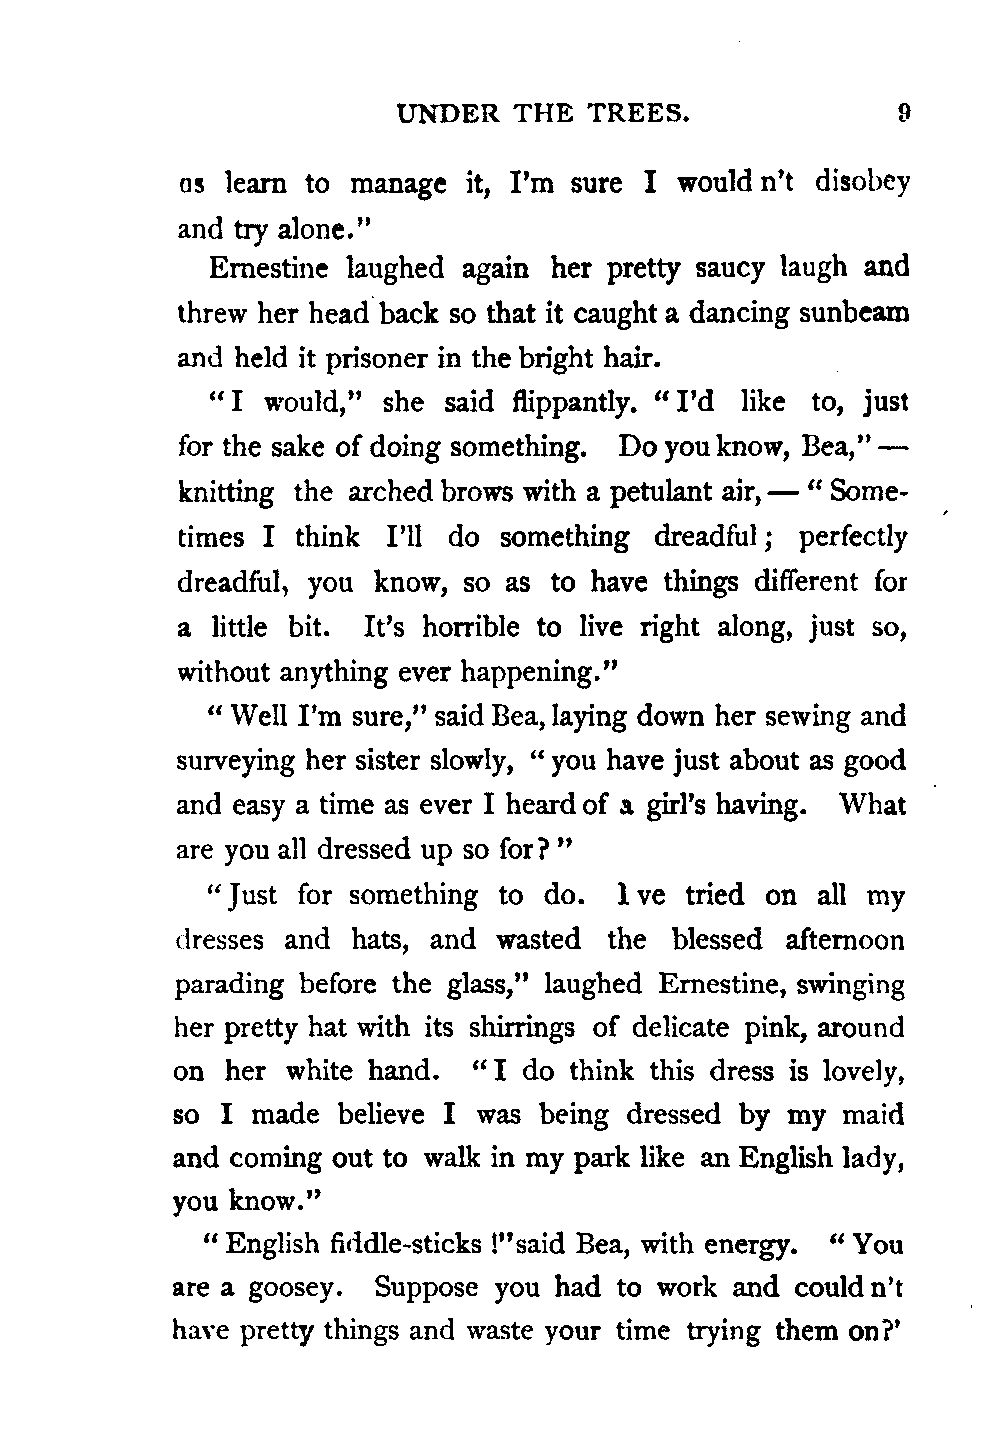 UNDER THE TREES. 9
as learn to manage it, I'm sure I would n't disobey
and try alone."
Ernestine laughed again her pretty saucy laugh and
threw her head back so that it caught a dancing sunbeam
and held it prisoner in the bright hair.
"I would," she said flippantly. "I'd like to, just
for the sake of doing something. Do you know, Bea,"—
knitting the arched brows with a petulant air,—"Some-
times I think I'll do something dreadful; perfectly
dreadful, you know, so as to have things different for
a little bit. It's horrible to live right along, just so,
without anything ever happening."
"Well I'm sure," said Bea, laying down her sewing and
surveying her sister slowly, "you have just about as good
and easy a time as ever I heard of a girl's having. What
are you all dressed up so for?"
"Just for something to do. I ve tried on all my
dresses and hats, and wasted the blessed afternoon
parading before the glass," laughed Ernestine, swinging
her pretty hat with its shirrings of delicate pink, around
on her white hand. "I do think this dress is lovely,
so I made believe I was being dressed by my maid
and coming out to walk in my park like an English lady,
you know."
"English fiddle-sticks!" said Bea, with energy. "You
are a goosey. Suppose you had to work and could n't
have pretty things and waste your time trying them on?'